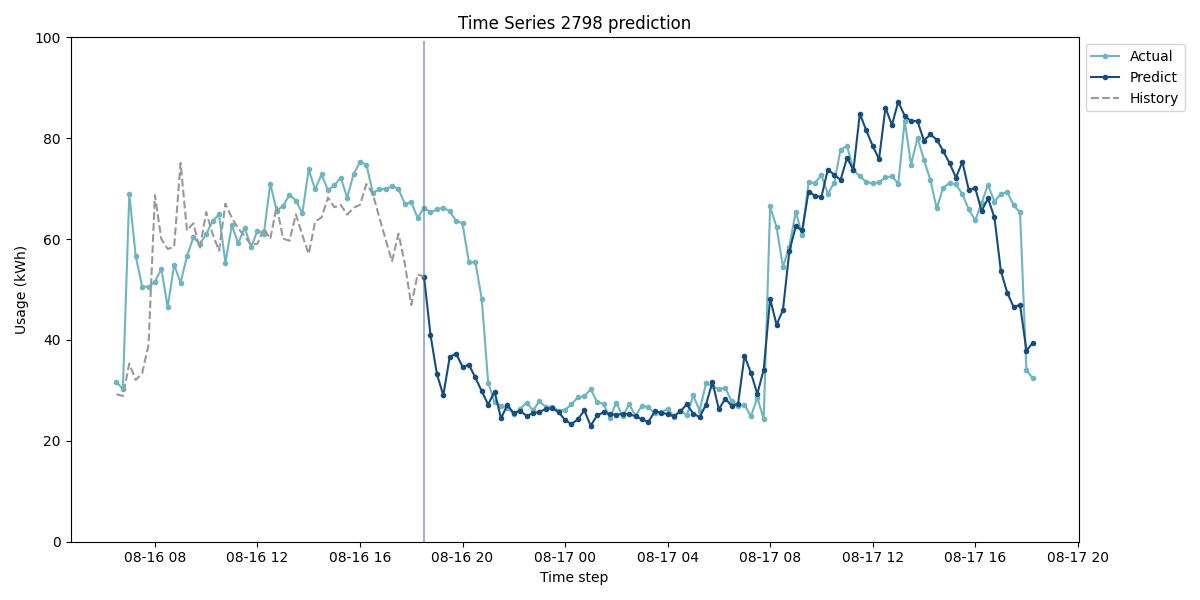 Time Series 2798 prediction
100
80
60
40
20
0
Usage (kWh)
08-16 08
08-16 12
08-16 16
08-16 20
08-17 00
08-17 04
08-17 08
08-17 12
08-17 16
08-17 20
Time step
Actual
Predict
History